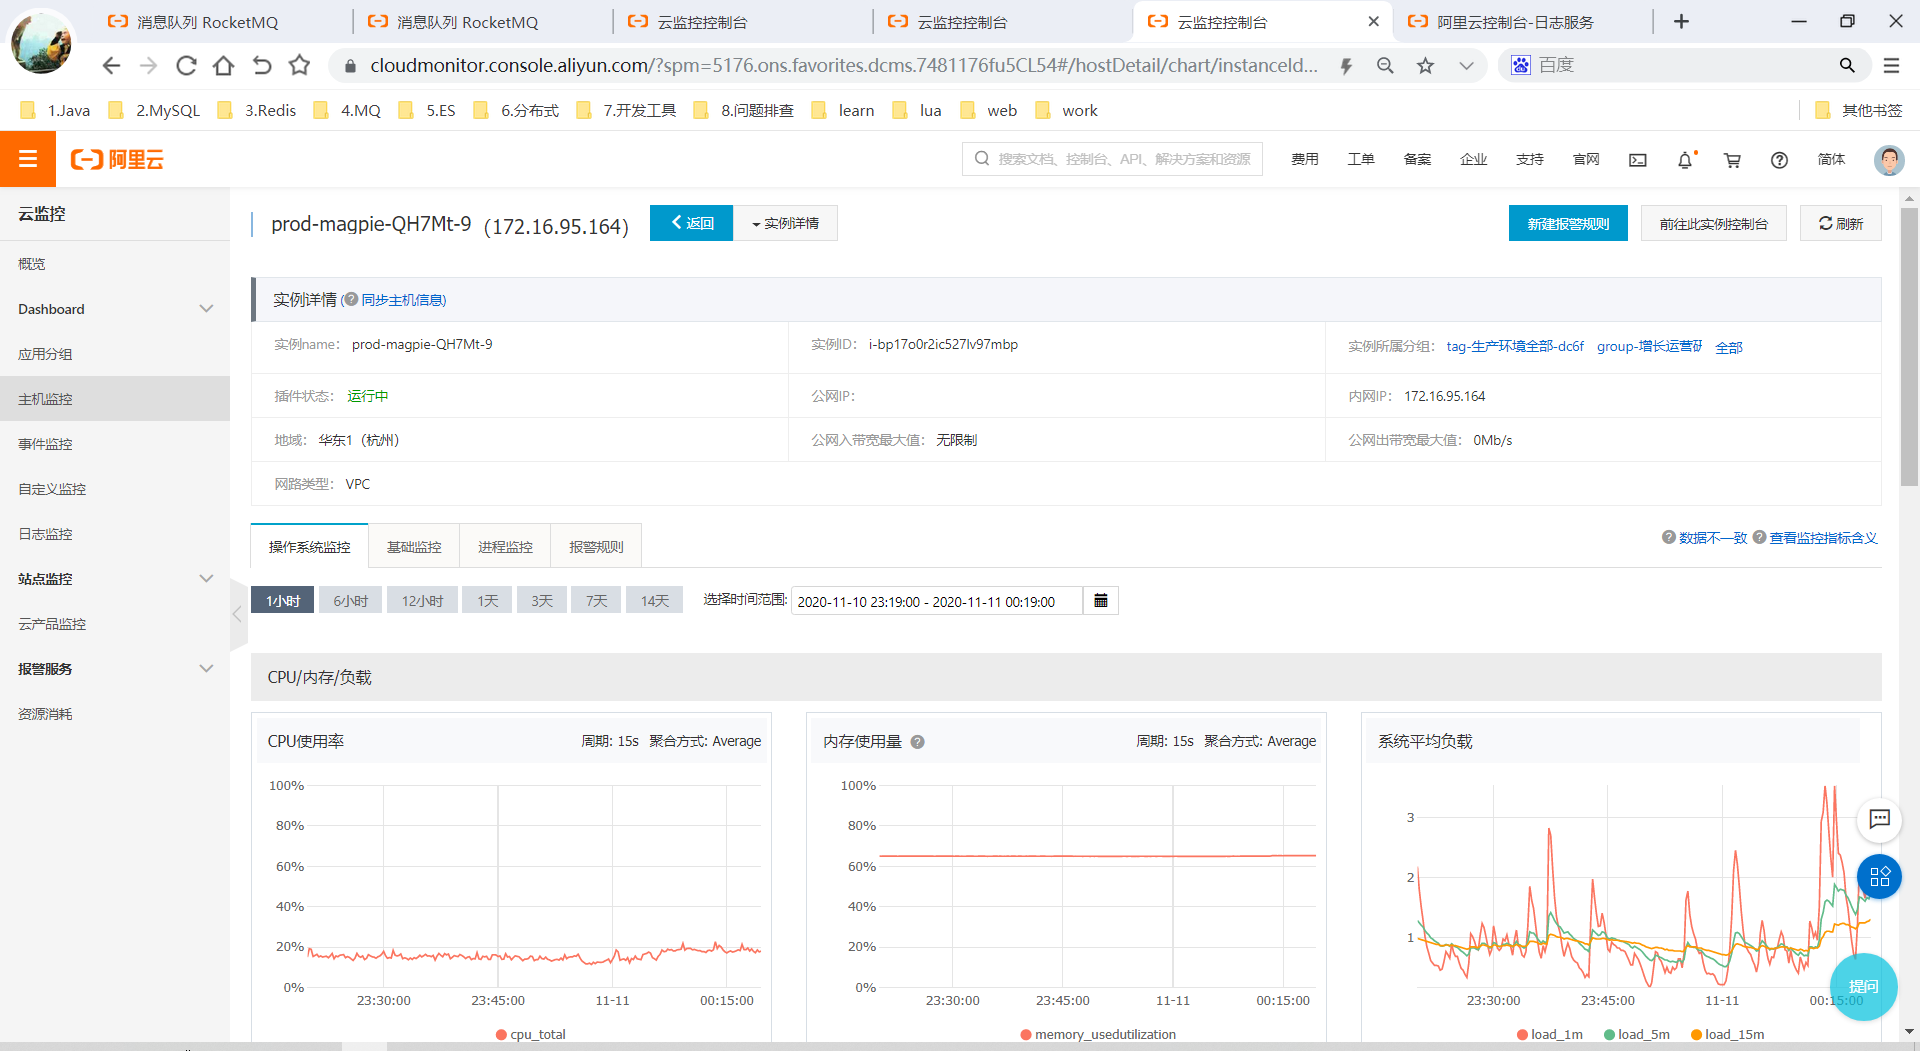 消息队列 RocketMQ
消息队列 RocketMQ
云监控控制台
云监控控制台
云监控控制台
阿里云控制台-日志服务
cloudmonitor.console.aliyun.com/?spm=5176.ons.favorites.dcms.7481176fu5CL54#/hostDetail/chart/instanceId...
百度
1.Java
2.MySQL
3.Redis
4.MQ
5.ES
6.分布式
7.开发工具
8.问题排查
learn
lua
web
work
其他书签
阿里云
搜索文档、控制台、API、解决方案和资源
费用
工单
备案
企业
支持
官网
简体
云监控
概览
Dashboard
应用分组
主机监控
事件监控
自定义监控
日志监控
站点监控
云产品监控
报警服务
资源消耗
prod-magpie-QH7Mt-9 (172.16.95.164)
返回
实例详情
新建报警规则
前往此实例控制台
刷新
实例详情 (同步主机信息)
实例name： prod-magpie-QH7Mt-9
实例ID： i-bp17o0r2ic527lv97mbp
实例所属分组： tag-生产环境全部-dc6f group-增长运营研 全部
插件状态： 运行中
公网IP：
内网IP： 172.16.95.164
地域： 华东1（杭州）
公网入带宽最大值： 无限制
公网出带宽最大值： 0Mb/s
网路类型： VPC
操作系统监控
基础监控
进程监控
报警规则
数据不一致
查看监控指标含义
1小时
6小时
12小时
1天
3天
7天
14天
选择时间范围: 2020-11-10 23:19:00 - 2020-11-11 00:19:00
CPU/内存/负载
CPU使用率
周期: 15s 聚合方式: Average
100%
80%
60%
40%
20%
0%
23:30:00
23:45:00
11-11
00:15:00
cpu_total
内存使用量
周期: 15s 聚合方式: Average
100%
80%
60%
40%
20%
0%
23:30:00
23:45:00
11-11
00:15:00
memory_usedutilization
系统平均负载
3
2
1
23:30:00
23:45:00
11-11
00:15:00
load_1m
load_5m
load_15m
提问